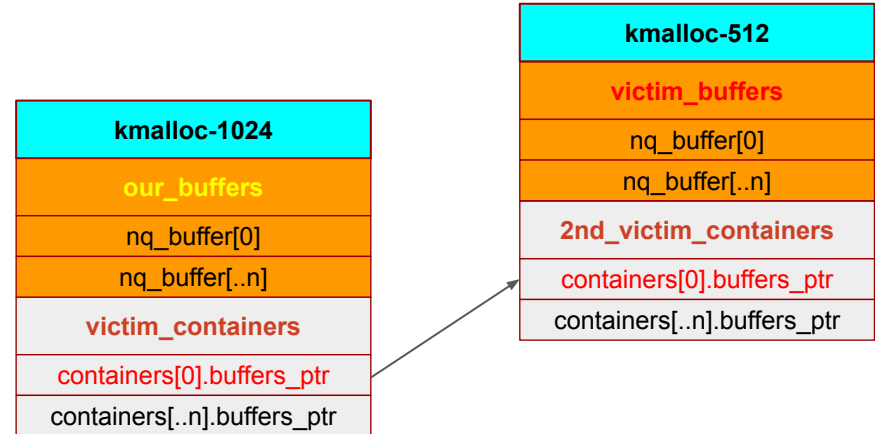 kmalloc-1024
our_buffers
nq_buffer[0]
nq_buffer[..n]
victim_containers
containers[0].buffers_ptr
containers[..n].buffers_ptr
kmalloc-512
victim_buffers
nq_buffer[0]
nq_buffer[..n]
2nd_victim_containers
containers[0].buffers_ptr
containers[..n].buffers_ptr